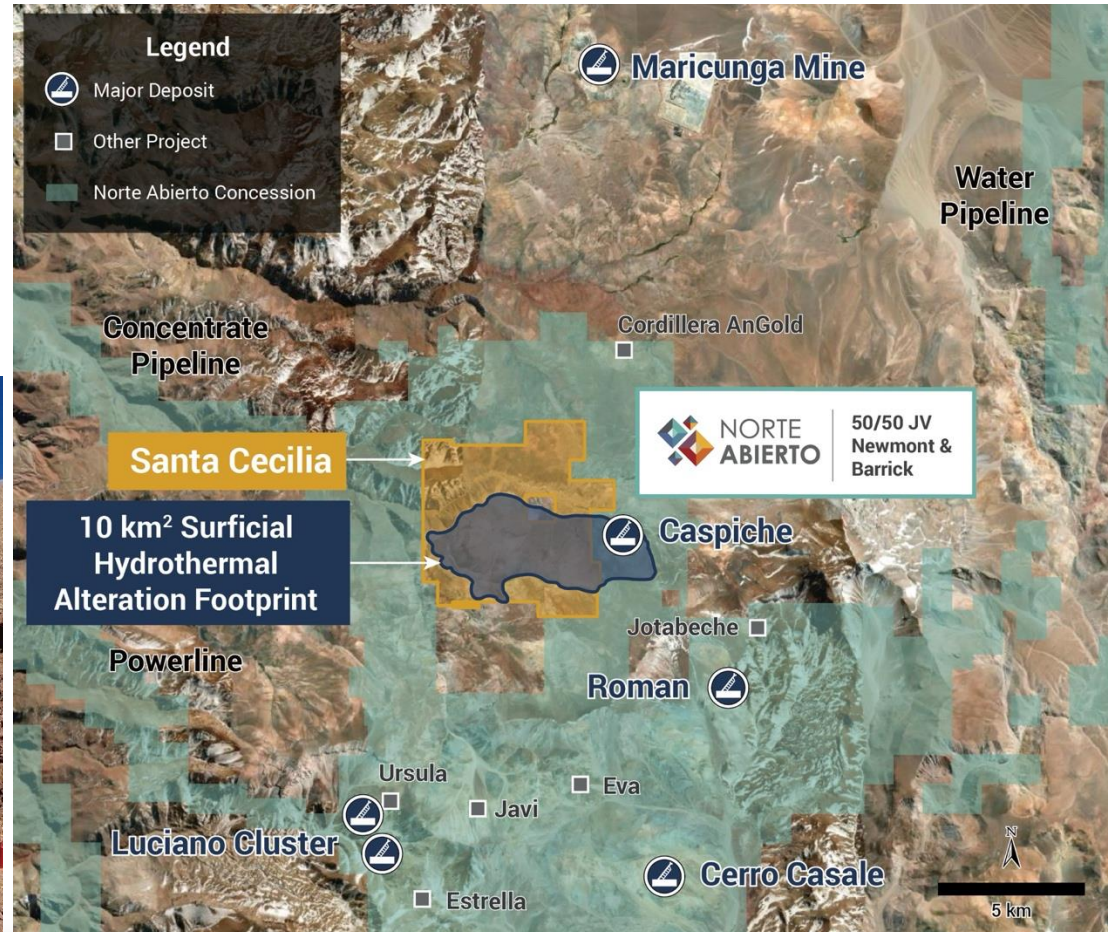 Legend
Major Deposit
Other Project
Norte Abierto Concession
Maricunga Mine
Water
Pipeline
Concentrate
Pipeline
Cordillera AnGold
NORTE
ABIERTO
50/50 JV
Newmont &
Barrick
Santa Cecilia
10 km² Surficial
Hydrothermal
Alteration Footprint
Caspiche
Jotabeche
Powerline
Roman
Ursula
Javi
Eva
Luciano Cluster
Cerro Casale
Estrella
N
5 km